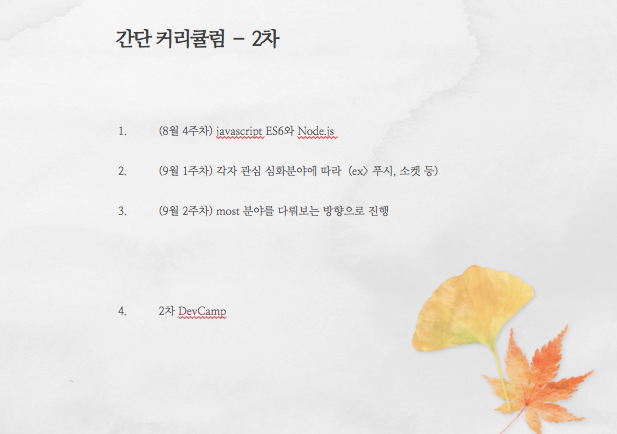 간단 커리큘럼 – 2차
1. (8월 4주차) javascript ES6와 Node.js
2. (9월 1주차) 각자 관심 심화분야에 따라 (ex> 푸시, 소켓 등)
3. (9월 2주차) most 분야를 다뤄보는 방향으로 진행
4. 2차 DevCamp